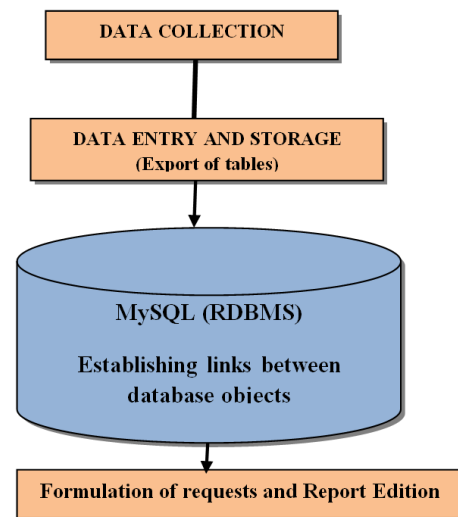 DATA COLLECTION
DATA ENTRY AND STORAGE
(Export of tables)
MySQL (RDBMS)
Establishing links between
database objects
Formulation of requests and Report Edition